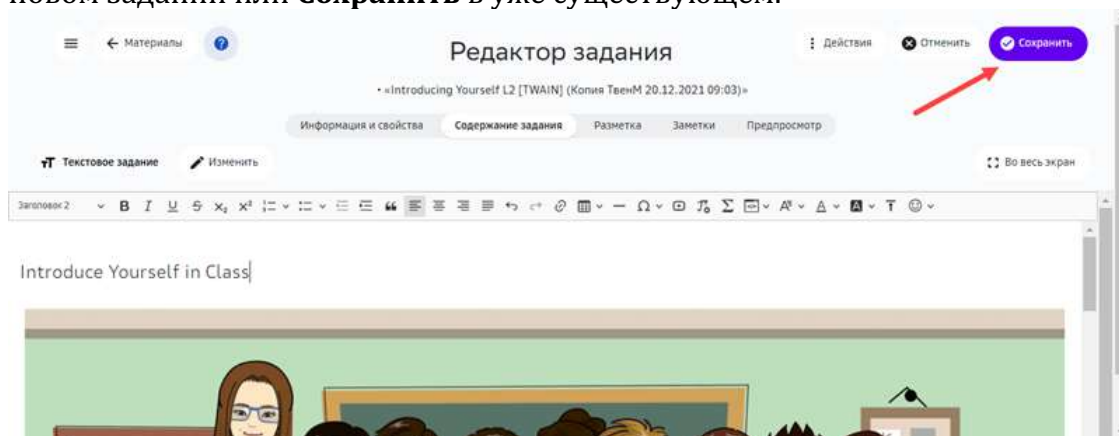 новом задании или Сохранить в уже существующем.
Материалы
?
Редактор задания
Действия
Отменить
Сохранить
• «Introducing Yourself L2 [TWAIN] (Копия ТвенМ 20.12.2021 09:03)»
Информация и свойства Содержание задания Разметка Заметки Предпросмотр
Текстовое задание Изменить Во весь экран
Заголовок 2
Introduce Yourself in Class